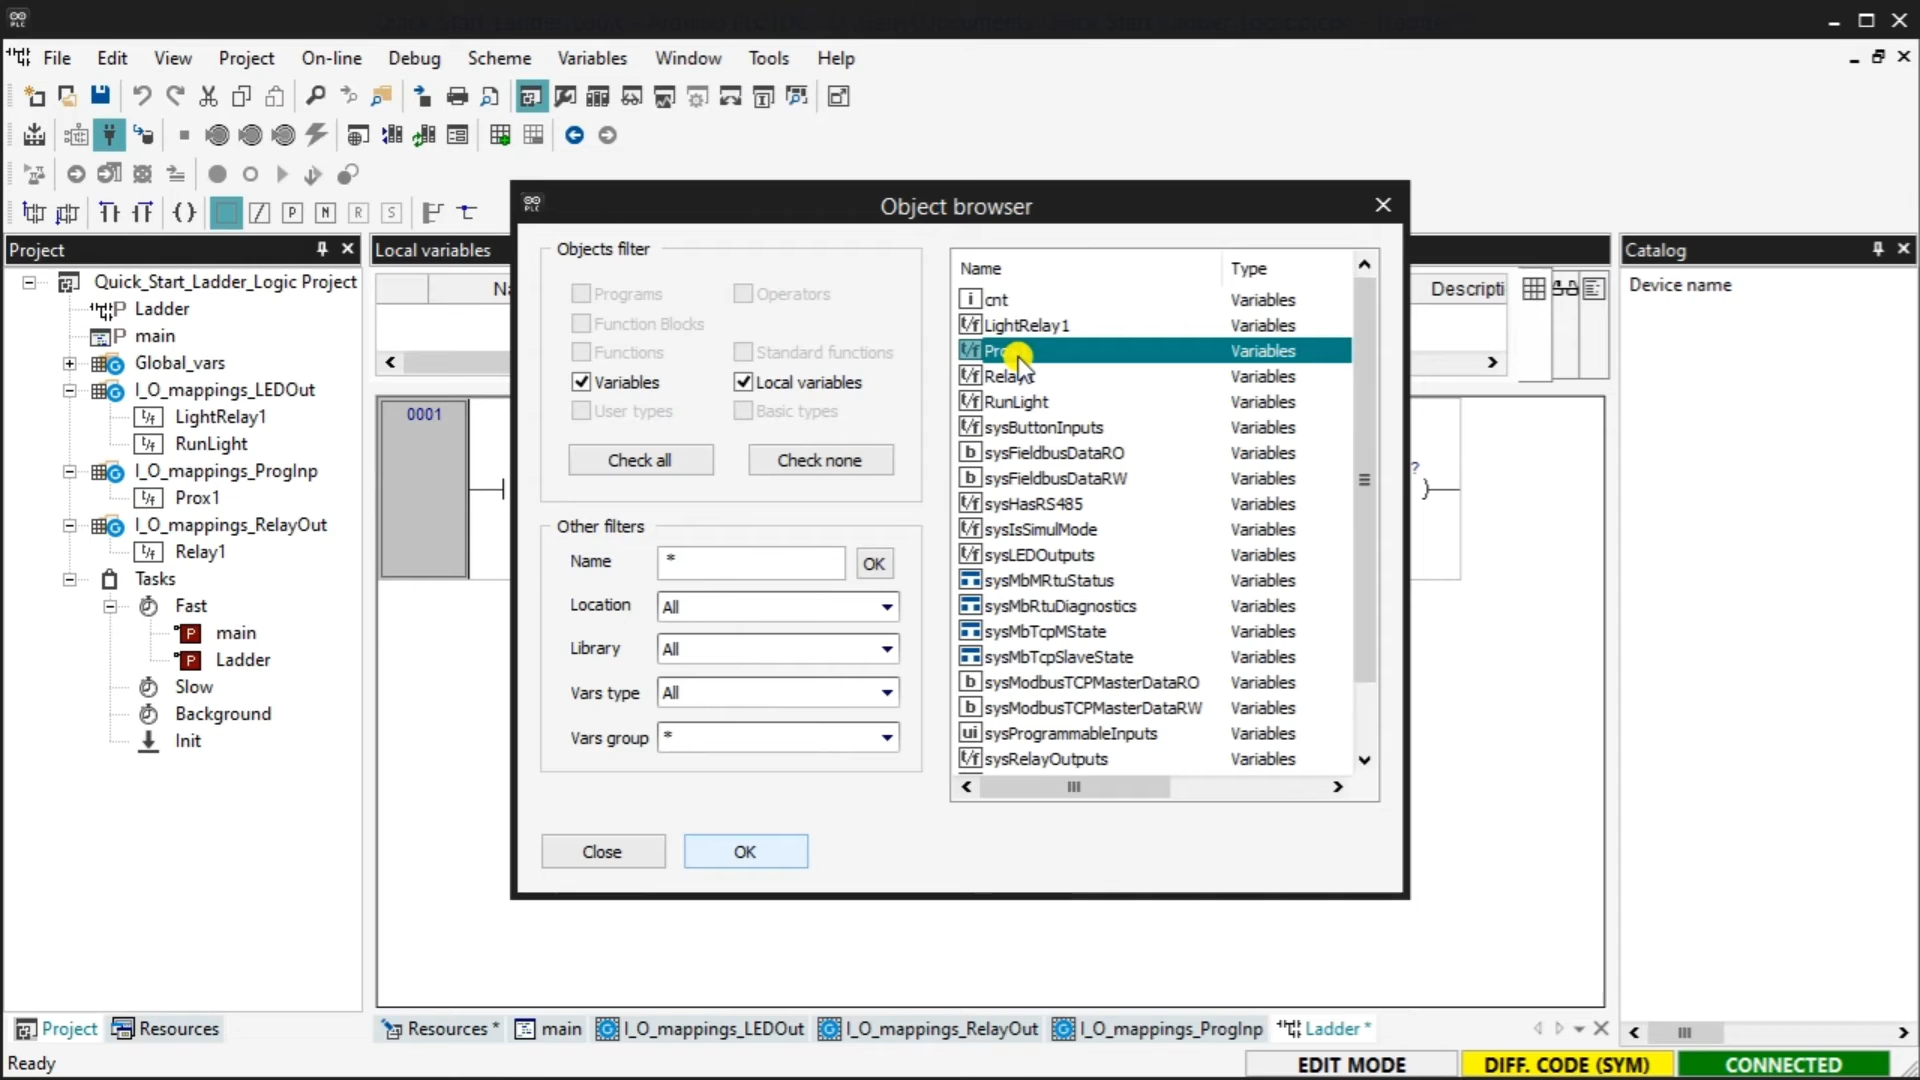 PLC
File Edit View Project On-line Debug Scheme Variables Window Tools Help
P N R S
Project
Quick_Start_Ladder_Logic Project
P Ladder
P main
Global_vars
I_O_mappings_LEDOut
LightRelay1
RunLight
I_O_mappings_ProgInp
Prox1
I_O_mappings_RelayOut
Relay1
Tasks
Fast
P main
P Ladder
Slow
Background
Init
Project Resources
Local variables
Descripti
0001
?
PLC
Object browser
Objects filter
Programs Operators
Function Blocks
Functions Standard functions
Variables Local variables
User types Basic types
Check all Check none
Other filters
Name * OK
Location All
Library All
Vars type All
Vars group *
Close OK
Name Type
i cnt Variables
t/f LightRelay1 Variables
t/f Variables
t/f Variables
t/f RunLight Variables
t/f sysButtonInputs Variables
b sysFieldbusDataRO Variables
b sysFieldbusDataRW Variables
t/f sysHasRS485 Variables
t/f sysIsSimulMode Variables
t/f sysLEDOutputs Variables
sysMbMRtuStatus Variables
sysMbRtuDiagnostics Variables
sysMbTcpMState Variables
sysMbTcpSlaveState Variables
b sysModbusTCPMasterDataRO Variables
b sysModbusTCPMasterDataRW Variables
ui sysProgrammableInputs Variables
t/f sysRelayOutputs Variables
Catalog
Device name
Resources * main I_O_mappings_LEDOut I_O_mappings_RelayOut I_O_mappings_ProgInp Ladder *
Ready
EDIT MODE DIFF. CODE (SYM) CONNECTED